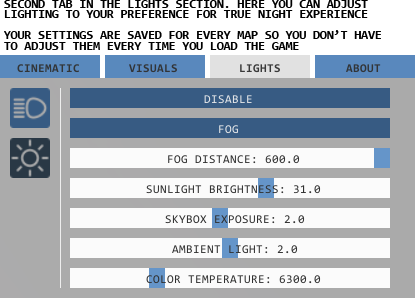 SECOND TAB IN THE LIGHTS SECTION. HERE YOU CAN ADJUST
LIGHTING TO YOUR PREFERENCE FOR TRUE NIGHT EXPERIENCE
YOUR SETTINGS ARE SAVED FOR EVERY MAP SO YOU DON'T HAVE
TO ADJUST THEM EVERY TIME YOU LOAD THE GAME
CINEMATIC VISUALS LIGHTS ABOUT
DISABLE
FOG
FOG DISTANCE: 600.0
SUNLIGHT BRIGHTNESS: 31.0
SKYBOX EXPOSURE: 2.0
AMBIENT LIGHT: 2.0
COLOR TEMPERATURE: 6300.0